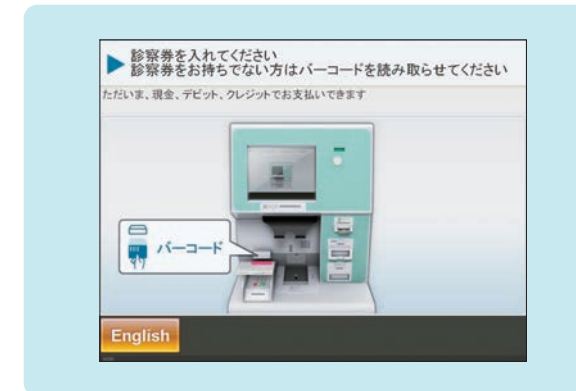 診察券を入れてください
診察券をお持ちでない方はバーコードを読み取らせてください
ただいま、現金、デビット、クレジットでお支払いできます
バーコード
English